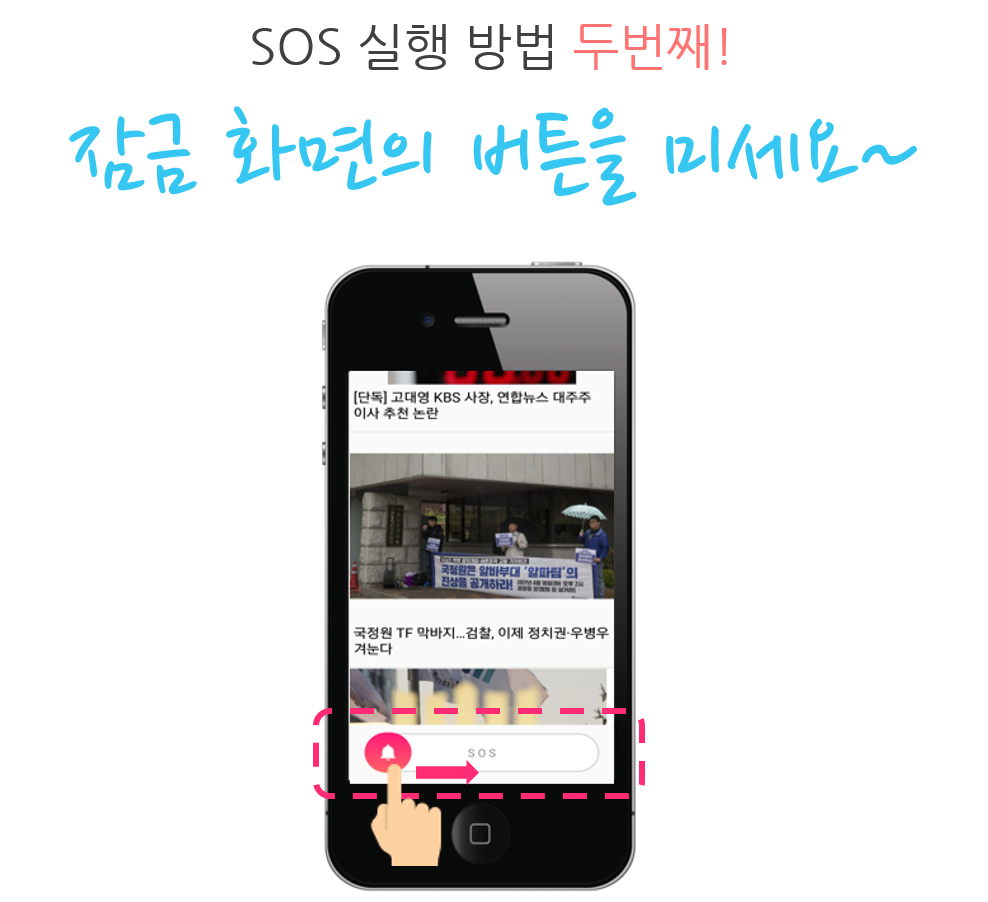 SOS 실행 방법 두번째!
잠금 화면의 버튼을 미세요~
[단독] 고대영 KBS 사장, 연합뉴스 대주주
이사 추천 논란
국정원은 알바부대 '알파팀'의
진상을 공개하라!
국정원 TF 막바지...검찰, 이제 정치권·우병우
겨눈다
SOS